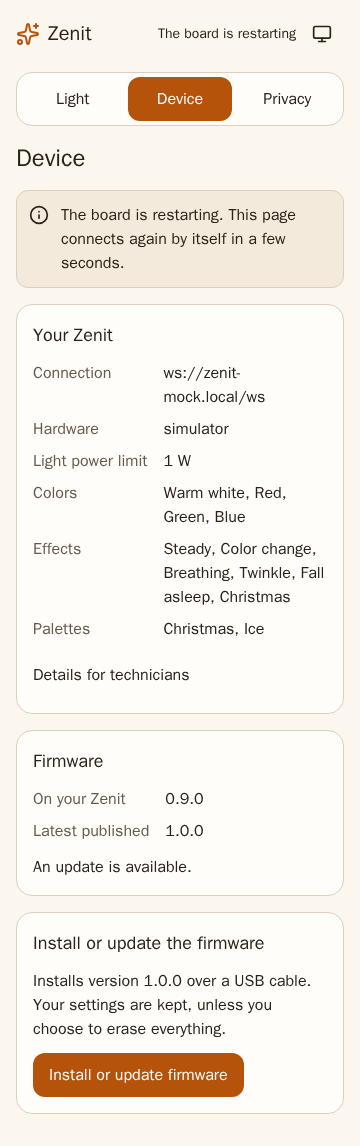 Zenit
The board is restarting
Light
Device
Privacy
Device
The board is restarting. This page
connects again by itself in a few
seconds.
Your Zenit
Connection
ws://zenit-
mock.local/ws
Hardware
simulator
Light power limit
1 W
Colors
Warm white, Red,
Green, Blue
Effects
Steady, Color change,
Breathing, Twinkle, Fall
asleep, Christmas
Palettes
Christmas, Ice
Details for technicians
Firmware
On your Zenit
0.9.0
Latest published
1.0.0
An update is available.
Install or update the firmware
Installs version 1.0.0 over a USB cable.
Your settings are kept, unless you
choose to erase everything.
Install or update firmware